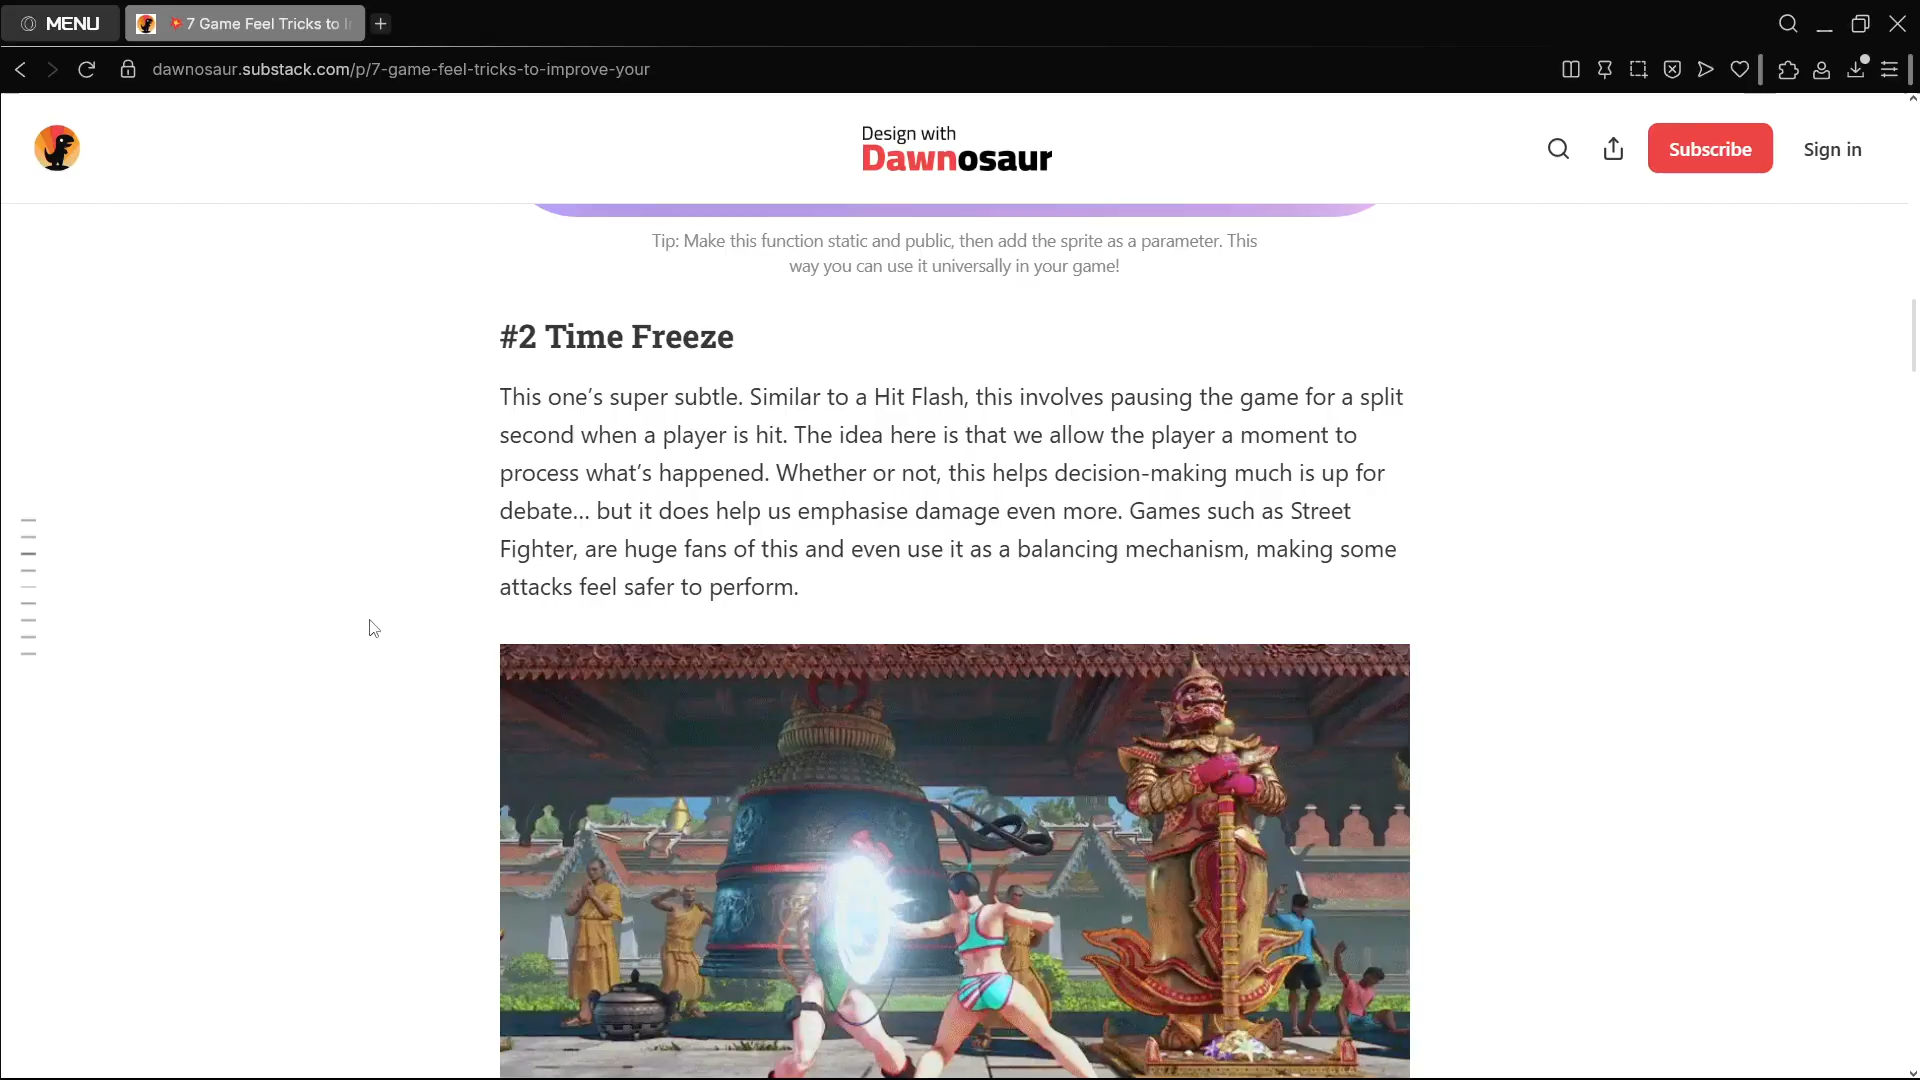 MENU
7 Game Feel Tricks to
dawnosaur.substack.com/p/7-game-feel-tricks-to-improve-your
Design with
Dawnosaur
Subscribe
Sign in
Tip: Make this function static and public, then add the sprite as a parameter. This
way you can use it universally in your game!
#2 Time Freeze
This one’s super subtle. Similar to a Hit Flash, this involves pausing the game for a split
second when a player is hit. The idea here is that we allow the player a moment to
process what’s happened. Whether or not, this helps decision-making much is up for
debate… but it does help us emphasise damage even more. Games such as Street
Fighter, are huge fans of this and even use it as a balancing mechanism, making some
attacks feel safer to perform.